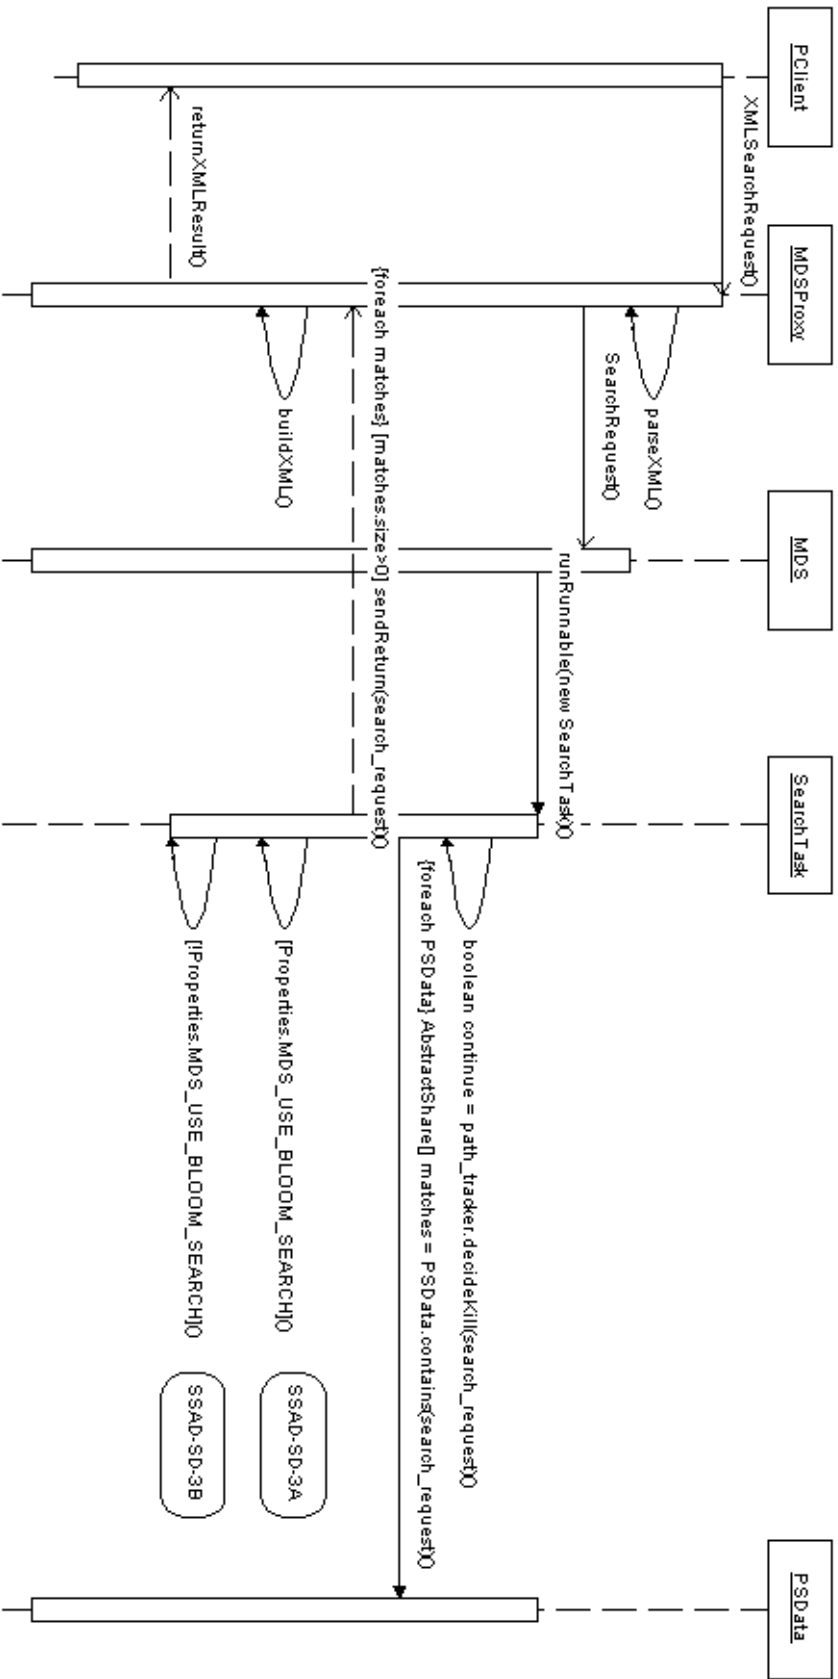 PClient
MDSProxy
MDS
SearchTask
PSData
XMLSearchRequest()
parseXML()
SearchRequest()
runRunnable(new SearchTask)()
boolean continue = path_tracker.decideKill(search_request)()
{foreach PSData} AbstractShare[] matches = PSData.contains(search_request)()
{foreach matches} [matches.size>0] sendReturn(search_request)()
buildXML()
[Properties.MDS_USE_BLOOM_SEARCH]()
SSAD-SD-3A
returnXMLResult()
[!Properties.MDS_USE_BLOOM_SEARCH]()
SSAD-SD-3B